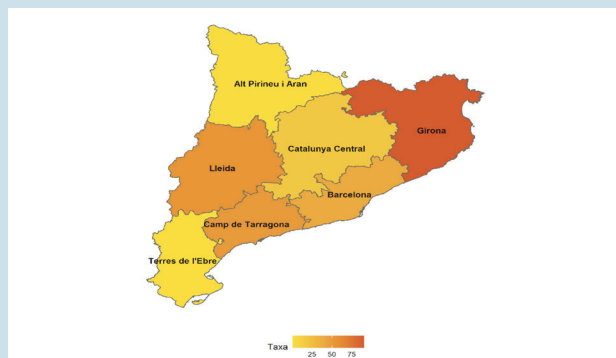 Alt Pirineu i Aran
Girona
Catalunya Central
Lleida
Barcelona
Camp de Tarragona
Terres de l'Ebre
Taxa
25 50 75